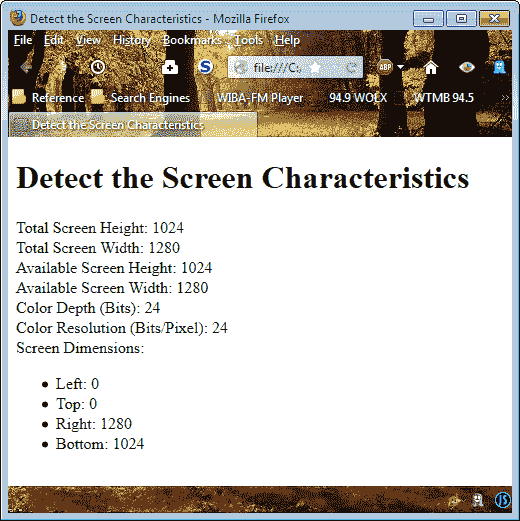 Detect the Screen Characteristics - Mozilla Firefox
File Edit View History Bookmarks Tools Help
S file:///C:, ABP
Reference Search Engines WIBA-FM Player 94.9 WOLX WTMB 94.5 »
Detect the Screen Characteristics
Detect the Screen Characteristics
Total Screen Height: 1024
Total Screen Width: 1280
Available Screen Height: 1024
Available Screen Width: 1280
Color Depth (Bits): 24
Color Resolution (Bits/Pixel): 24
Screen Dimensions:
• Left: 0
• Top: 0
• Right: 1280
• Bottom: 1024
JS